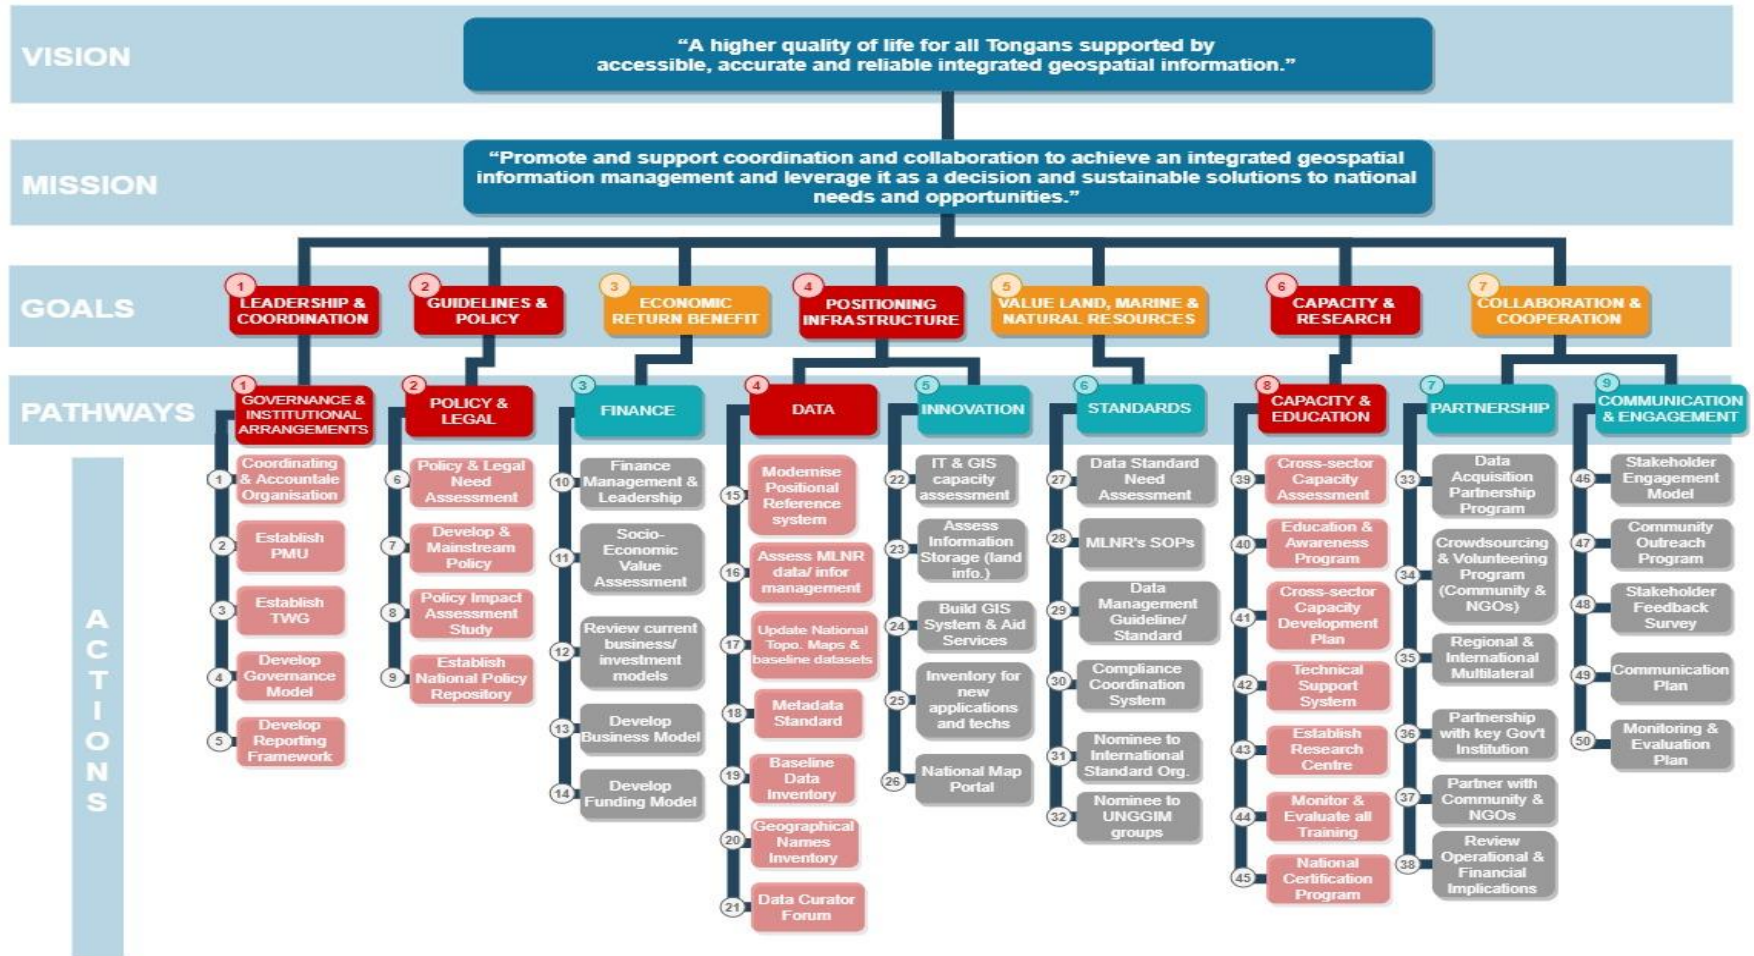 VISION
“A higher quality of life for all Tongans supported by
accessible, accurate and reliable integrated geospatial information.”
MISSION
“Promote and support coordination and collaboration to achieve an integrated geospatial
information management and leverage it as a decision and sustainable solutions to national
needs and opportunities.”
GOALS
1
LEADERSHIP &
COORDINATION
2
GUIDELINES &
POLICY
3
ECONOMIC
RETURN BENEFIT
4
POSITIONING
INFRASTRUCTURE
5
VALUE LAND, MARINE &
NATURAL RESOURCES
6
CAPACITY &
RESEARCH
7
COLLABORATION &
COOPERATION
PATHWAYS
1
GOVERNANCE &
INSTITUTIONAL
ARRANGEMENTS
2
POLICY &
LEGAL
3
FINANCE
4
DATA
5
INNOVATION
6
STANDARDS
8
CAPACITY &
EDUCATION
7
PARTNERSHIP
9
COMMUNICATION
& ENGAGEMENT
ACTIONS
1
Coordinating
& Accountale
Organisation
2
Establish
PMU
3
Establish
TWG
4
Develop
Governance
Model
5
Develop
Reporting
Framework
6
Policy & Legal
Need
Assessment
7
Develop &
Mainstream
Policy
8
Policy Impact
Assessment
Study
9
Establish
National Policy
Repository
10
Finance
Management &
Leadership
11
Socio-
Economic
Value
Assessment
12
Review current
business/
investment
models
13
Develop
Business Model
14
Develop
Funding Model
15
Modernise
Positional
Reference
system
16
Assess MLNR
data/ infor
management
17
Update National
Topo. Maps &
baseline datasets
18
Metadata
Standard
19
Baseline
Data
Inventory
20
Geographical
Names
Inventory
21
Data Curator
Forum
22
IT & GIS
capacity
assessment
23
Assess
Information
Storage (land
info.)
24
Build GIS
System & Aid
Services
25
Inventory for
new
applications
and techs
26
National Map
Portal
27
Data Standard
Need
Assessment
28
MLNR's SOPs
29
Data
Management
Guideline/
Standard
30
Compliance
Coordination
System
31
Nominee to
International
Standard Org.
32
Nominee to
UNGGIM
groups
39
Cross-sector
Capacity
Assessment
40
Education &
Awareness
Program
41
Cross-sector
Capacity
Development
Plan
42
Technical
Support
System
43
Establish
Research
Centre
44
Monitor &
Evaluate all
Training
45
National
Certification
Program
33
Data
Acquisition
Partnership
Program
34
Crowdsourcing
& Volunteering
Program
(Community &
NGOs)
35
Regional &
International
Multilateral
36
Partnership
with key Gov't
Institution
37
Partner with
Community &
NGOs
38
Review
Operational &
Financial
Implications
46
Stakeholder
Engagement
Model
47
Community
Outreach
Program
48
Stakeholder
Feedback
Survey
49
Communication
Plan
50
Monitoring &
Evaluation
Plan